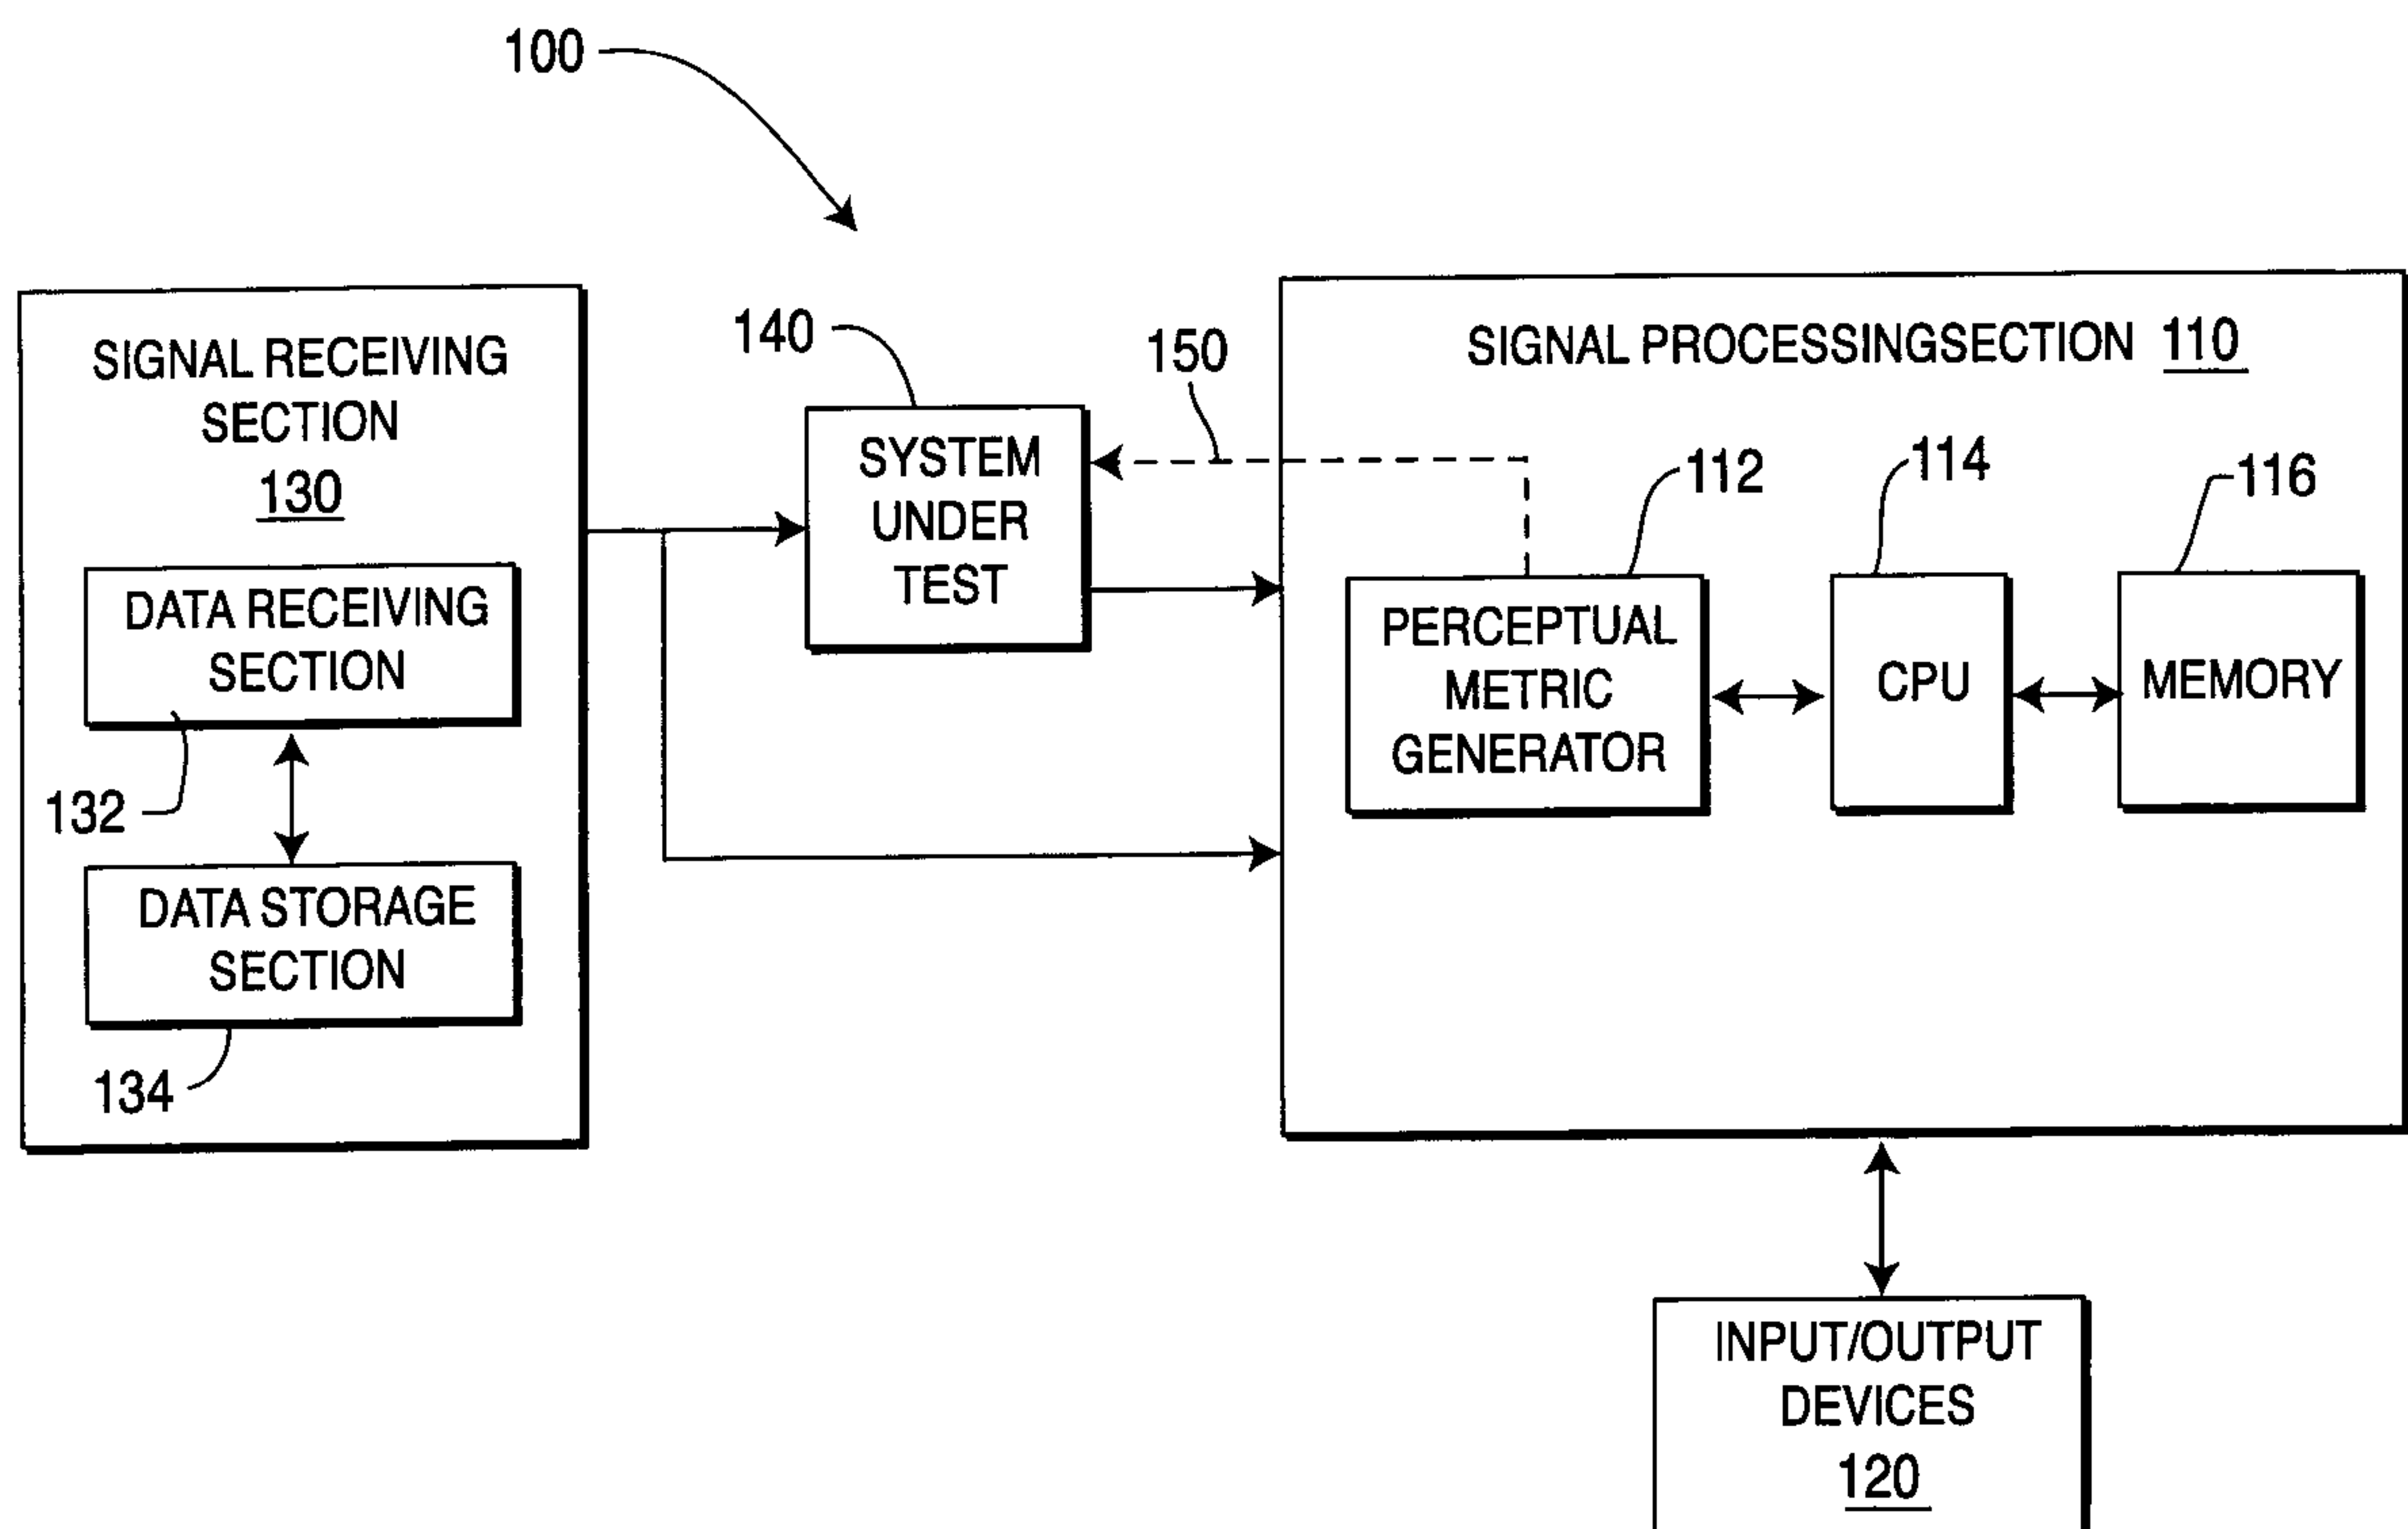 100
SIGNAL RECEIVING
SECTION
130
DATA RECEIVING
SECTION
132
DATA STORAGE
SECTION
134
140
SYSTEM
UNDER
TEST
150
SIGNAL PROCESSINGSECTION 110
112
PERCEPTUAL
METRIC
GENERATOR
114
CPU
116
MEMORY
INPUT/OUTPUT
DEVICES
120